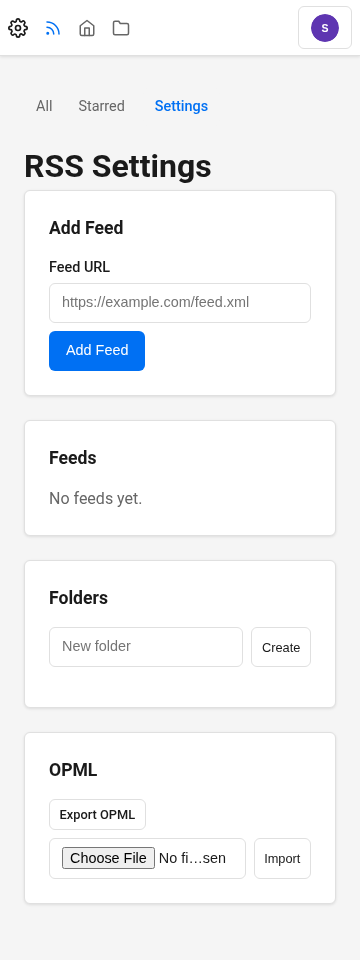 S
All Starred Settings
RSS Settings
Add Feed
Feed URL
https://example.com/feed.xml
Add Feed
Feeds
No feeds yet.
Folders
New folder Create
OPML
Export OPML
Choose File No fi...sen Import